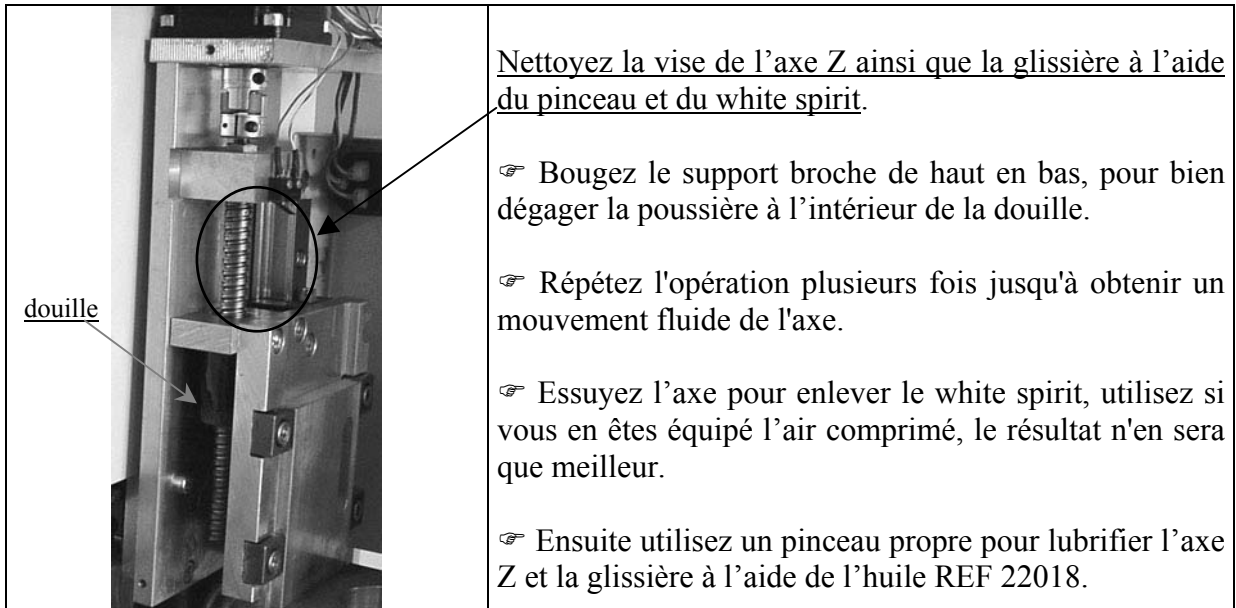 douille
Nettoyez la vise de l’axe Z ainsi que la glissière à l’aide
du pinceau et du white spirit.
☞ Bougez le support broche de haut en bas, pour bien
dégager la poussière à l’intérieur de la douille.
☞ Répétez l'opération plusieurs fois jusqu'à obtenir un
mouvement fluide de l'axe.
☞ Essuyez l’axe pour enlever le white spirit, utilisez si
vous en êtes équipé l’air comprimé, le résultat n'en sera
que meilleur.
☞ Ensuite utilisez un pinceau propre pour lubrifier l’axe
Z et la glissière à l’aide de l’huile REF 22018.